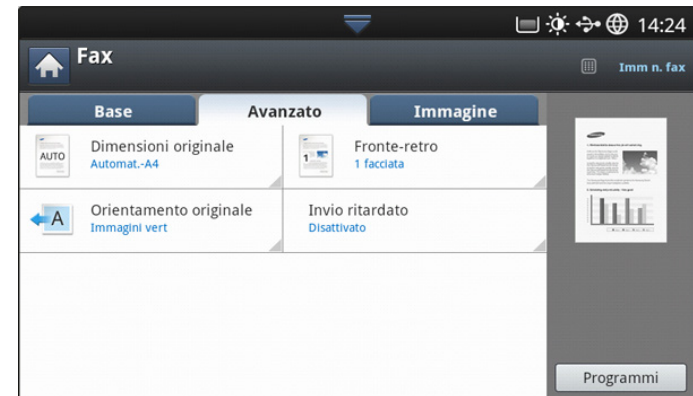 14:24
Fax
Imm n. fax
Base
Avanzato
Immagine
AUTO
Dimensioni originale
Automat.-A4
1
Fronte-retro
1 facciata
A
Orientamento originale
Immagini vert
Invio ritardato
Disattivato
Programmi